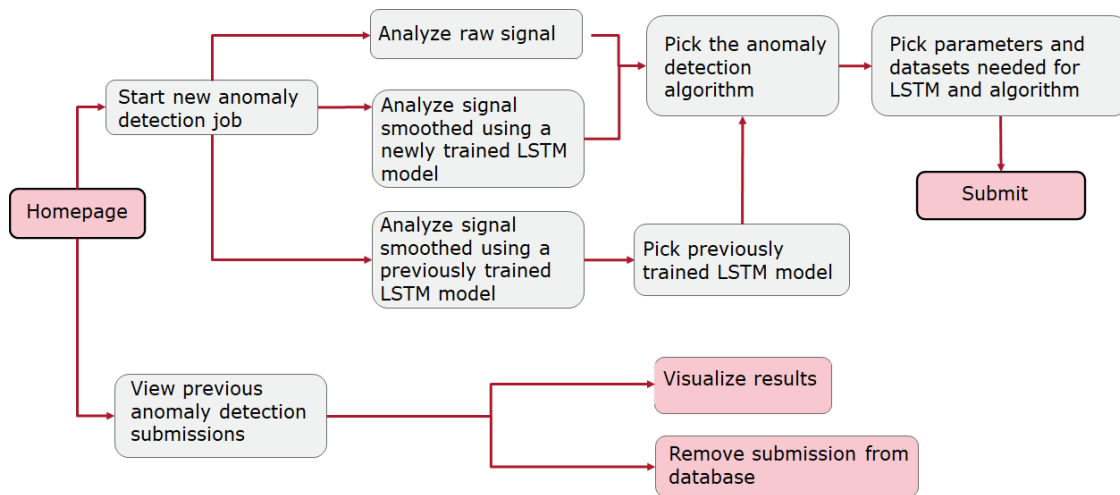 Analyze raw signal
Pick the anomaly
detection
algorithm
Pick parameters and
datasets needed for
LSTM and algorithm
Start new anomaly
detection job
Analyze signal
smoothed using a
newly trained LSTM
model
Homepage
Submit
Analyze signal
smoothed using a
previously trained
LSTM model
Pick previously
trained LSTM model
View previous
anomaly detection
submissions
Visualize results
Remove submission from
database